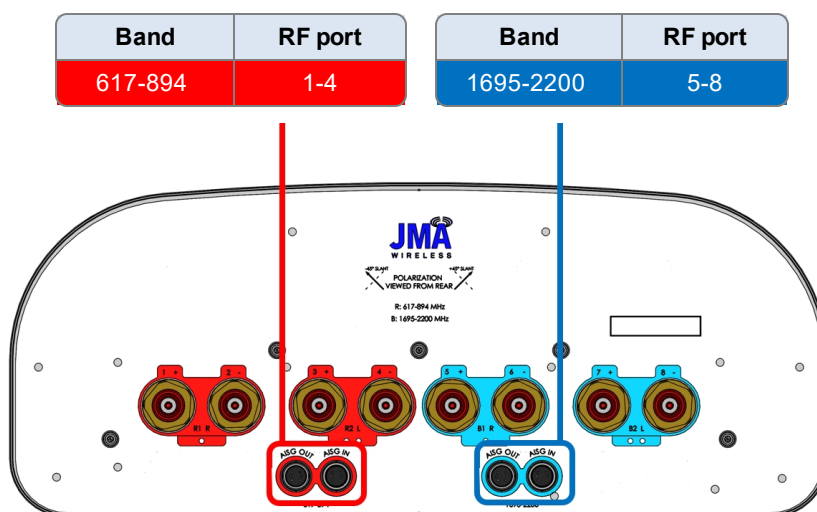 Band RF port
617-894 1-4
Band RF port
1695-2200 5-8
JMA
WIRELESS
-45° SLANT +45° SLANT
POLARIZATION
VIEWED FROM REAR
R: 617-894 MHz
B: 1695-2200 MHz
1 + 2 -
3 + 4 -
5 + 6 -
7 + 8 -
R1 R
R2 L
B1 R
B2 L
AISG OUT AISG IN
AISG OUT AISG IN